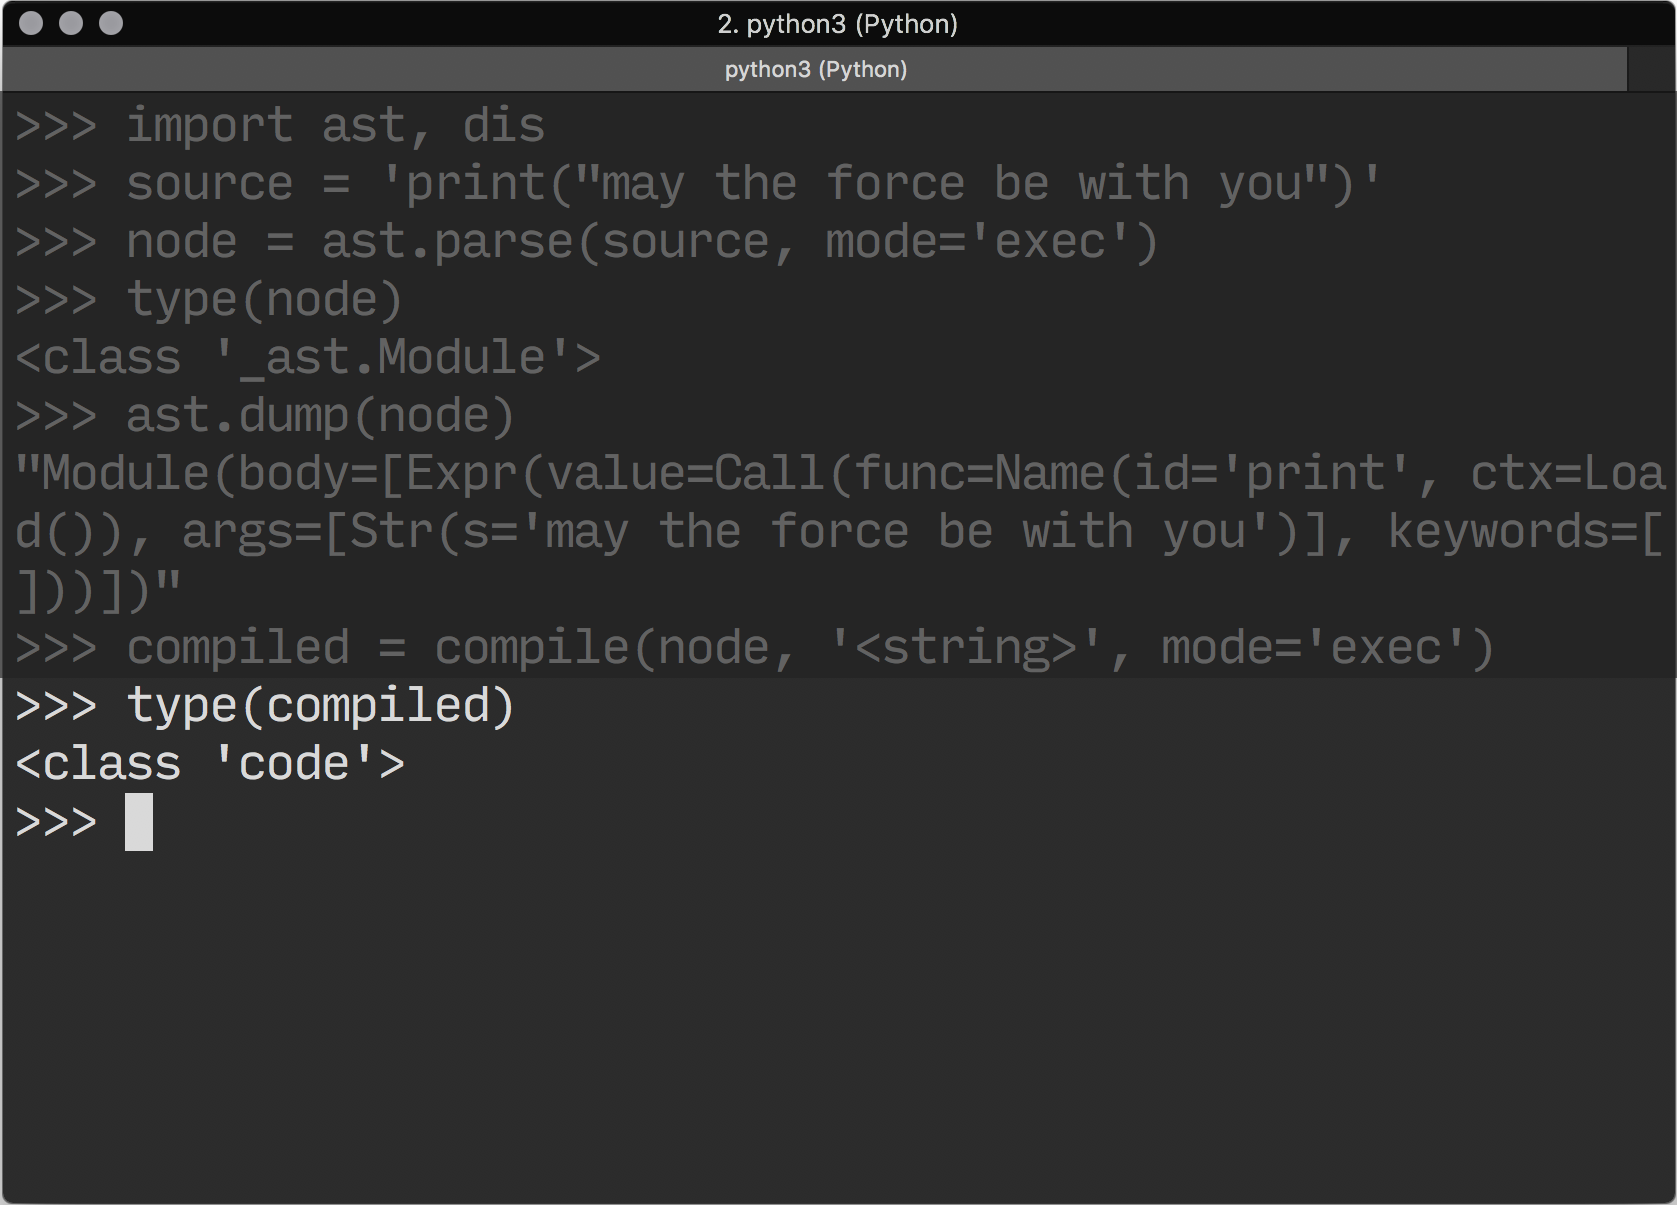 2. python3 (Python)
python3 (Python)
>>> import ast, dis
>>> source = 'print("may the force be with you")'
>>> node = ast.parse(source, mode='exec')
>>> type(node)
<class '_ast.Module'>
>>> ast.dump(node)
"Module(body=[Expr(value=Call(func=Name(id='print', ctx=Loa
d()), args=[Str(s='may the force be with you')], keywords=[
]))])"
>>> compiled = compile(node, '<string>', mode='exec')
>>> type(compiled)
<class 'code'>
>>>